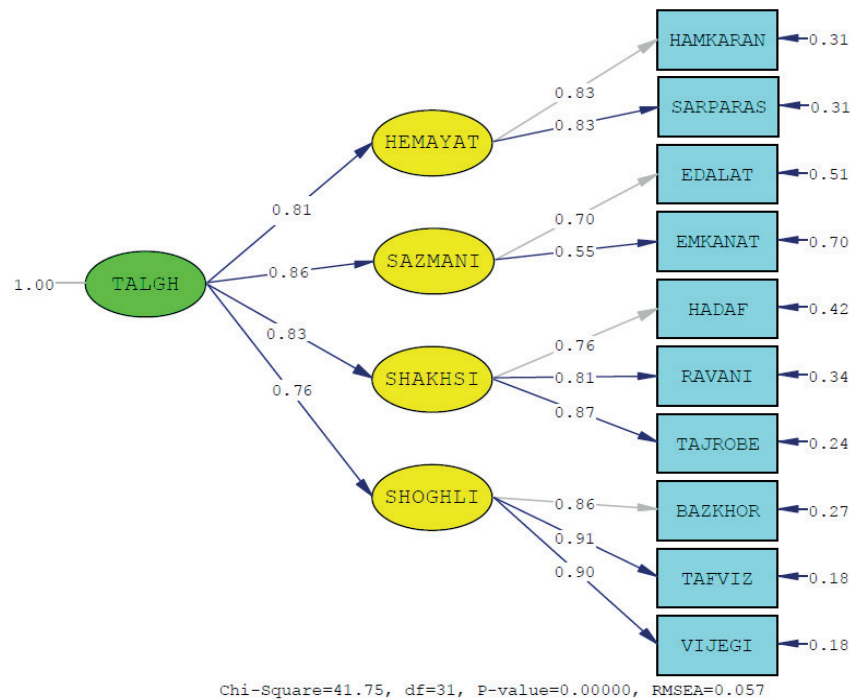 HAMKARAN 0.31
0.83
SARPARAS 0.31
0.83
HEMAYAT
EDALAT 0.51
0.81
0.70
EMKANAT 0.70
0.55
SAZMANI
0.86
1.00 TALGH
HADAF 0.42
0.76
0.83
RAVANI 0.34
0.81
SHAKHSI
0.76
0.87
TAJROBE 0.24
SHOGHLI
0.86
BAZKHOR 0.27
0.91
TAFVIZ 0.18
0.90
VIJEGI 0.18
Chi-Square=41.75, df=31, P-value=0.00000, RMSEA=0.057